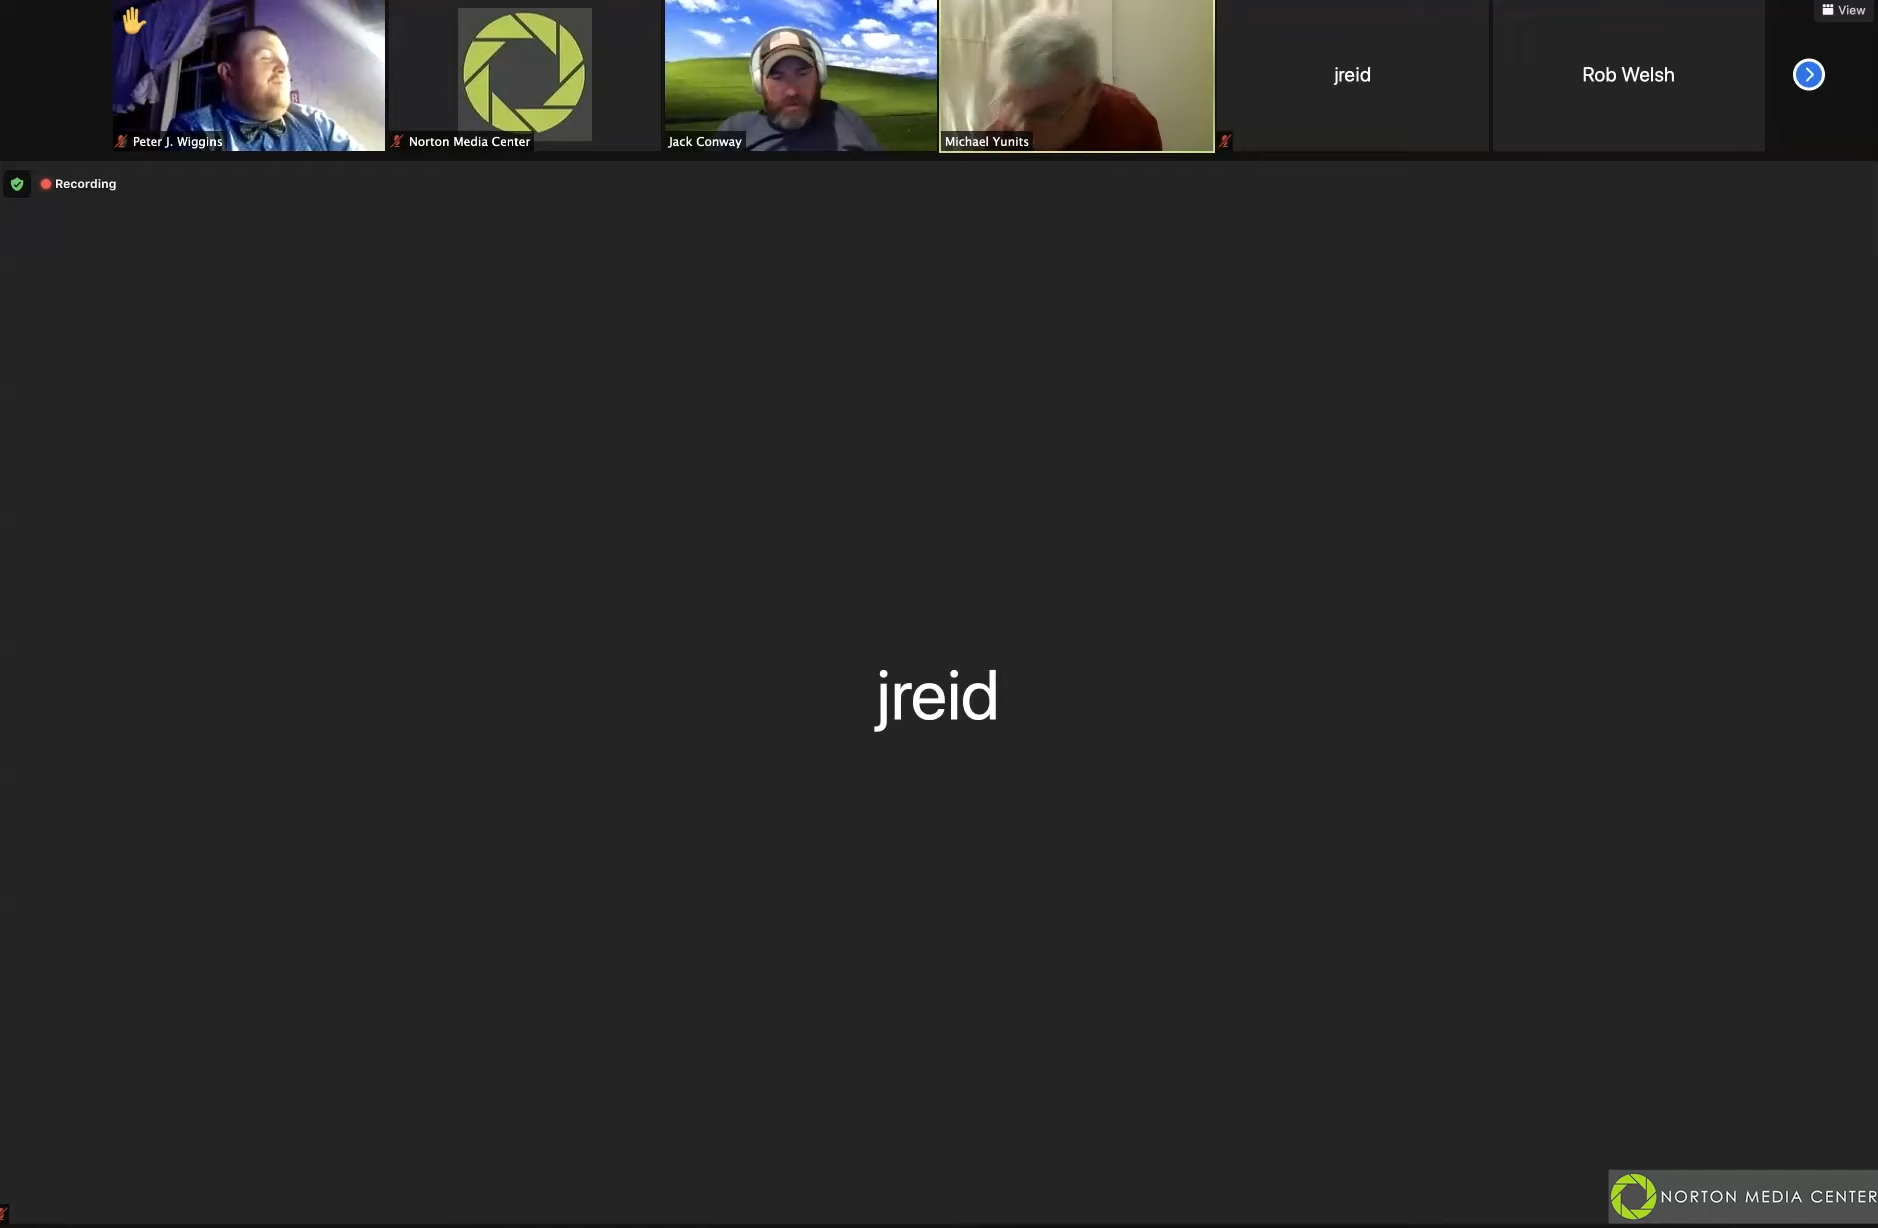 View
Peter J. Wiggins
Norton Media Center
Jack Conway
Michael Yunits
jreid
Rob Welsh
Recording
jreid
NORTON MEDIA CENTER